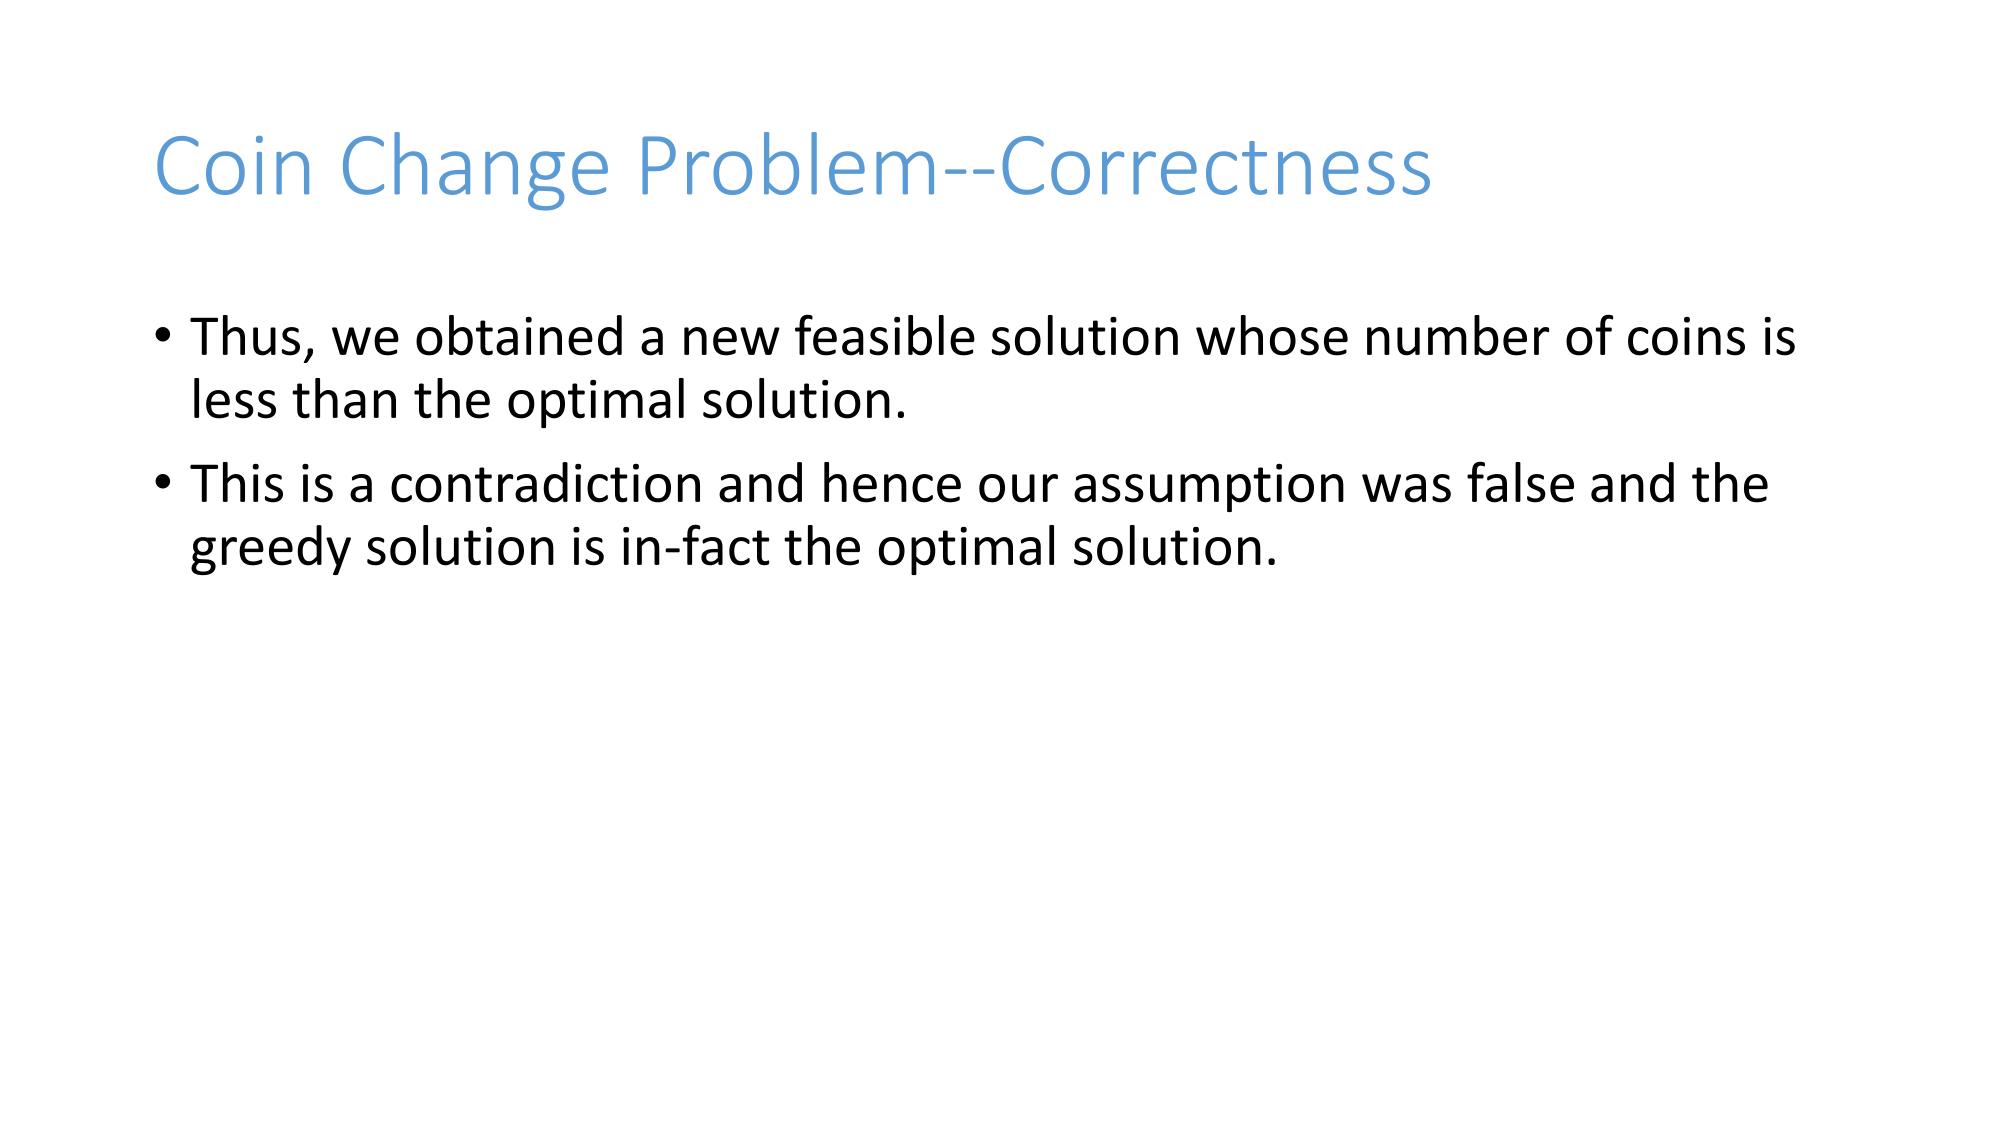 Coin Change Problem--Correctness
• Thus, we obtained a new feasible solution whose number of coins is
less than the optimal solution.
• This is a contradiction and hence our assumption was false and the
greedy solution is in-fact the optimal solution.